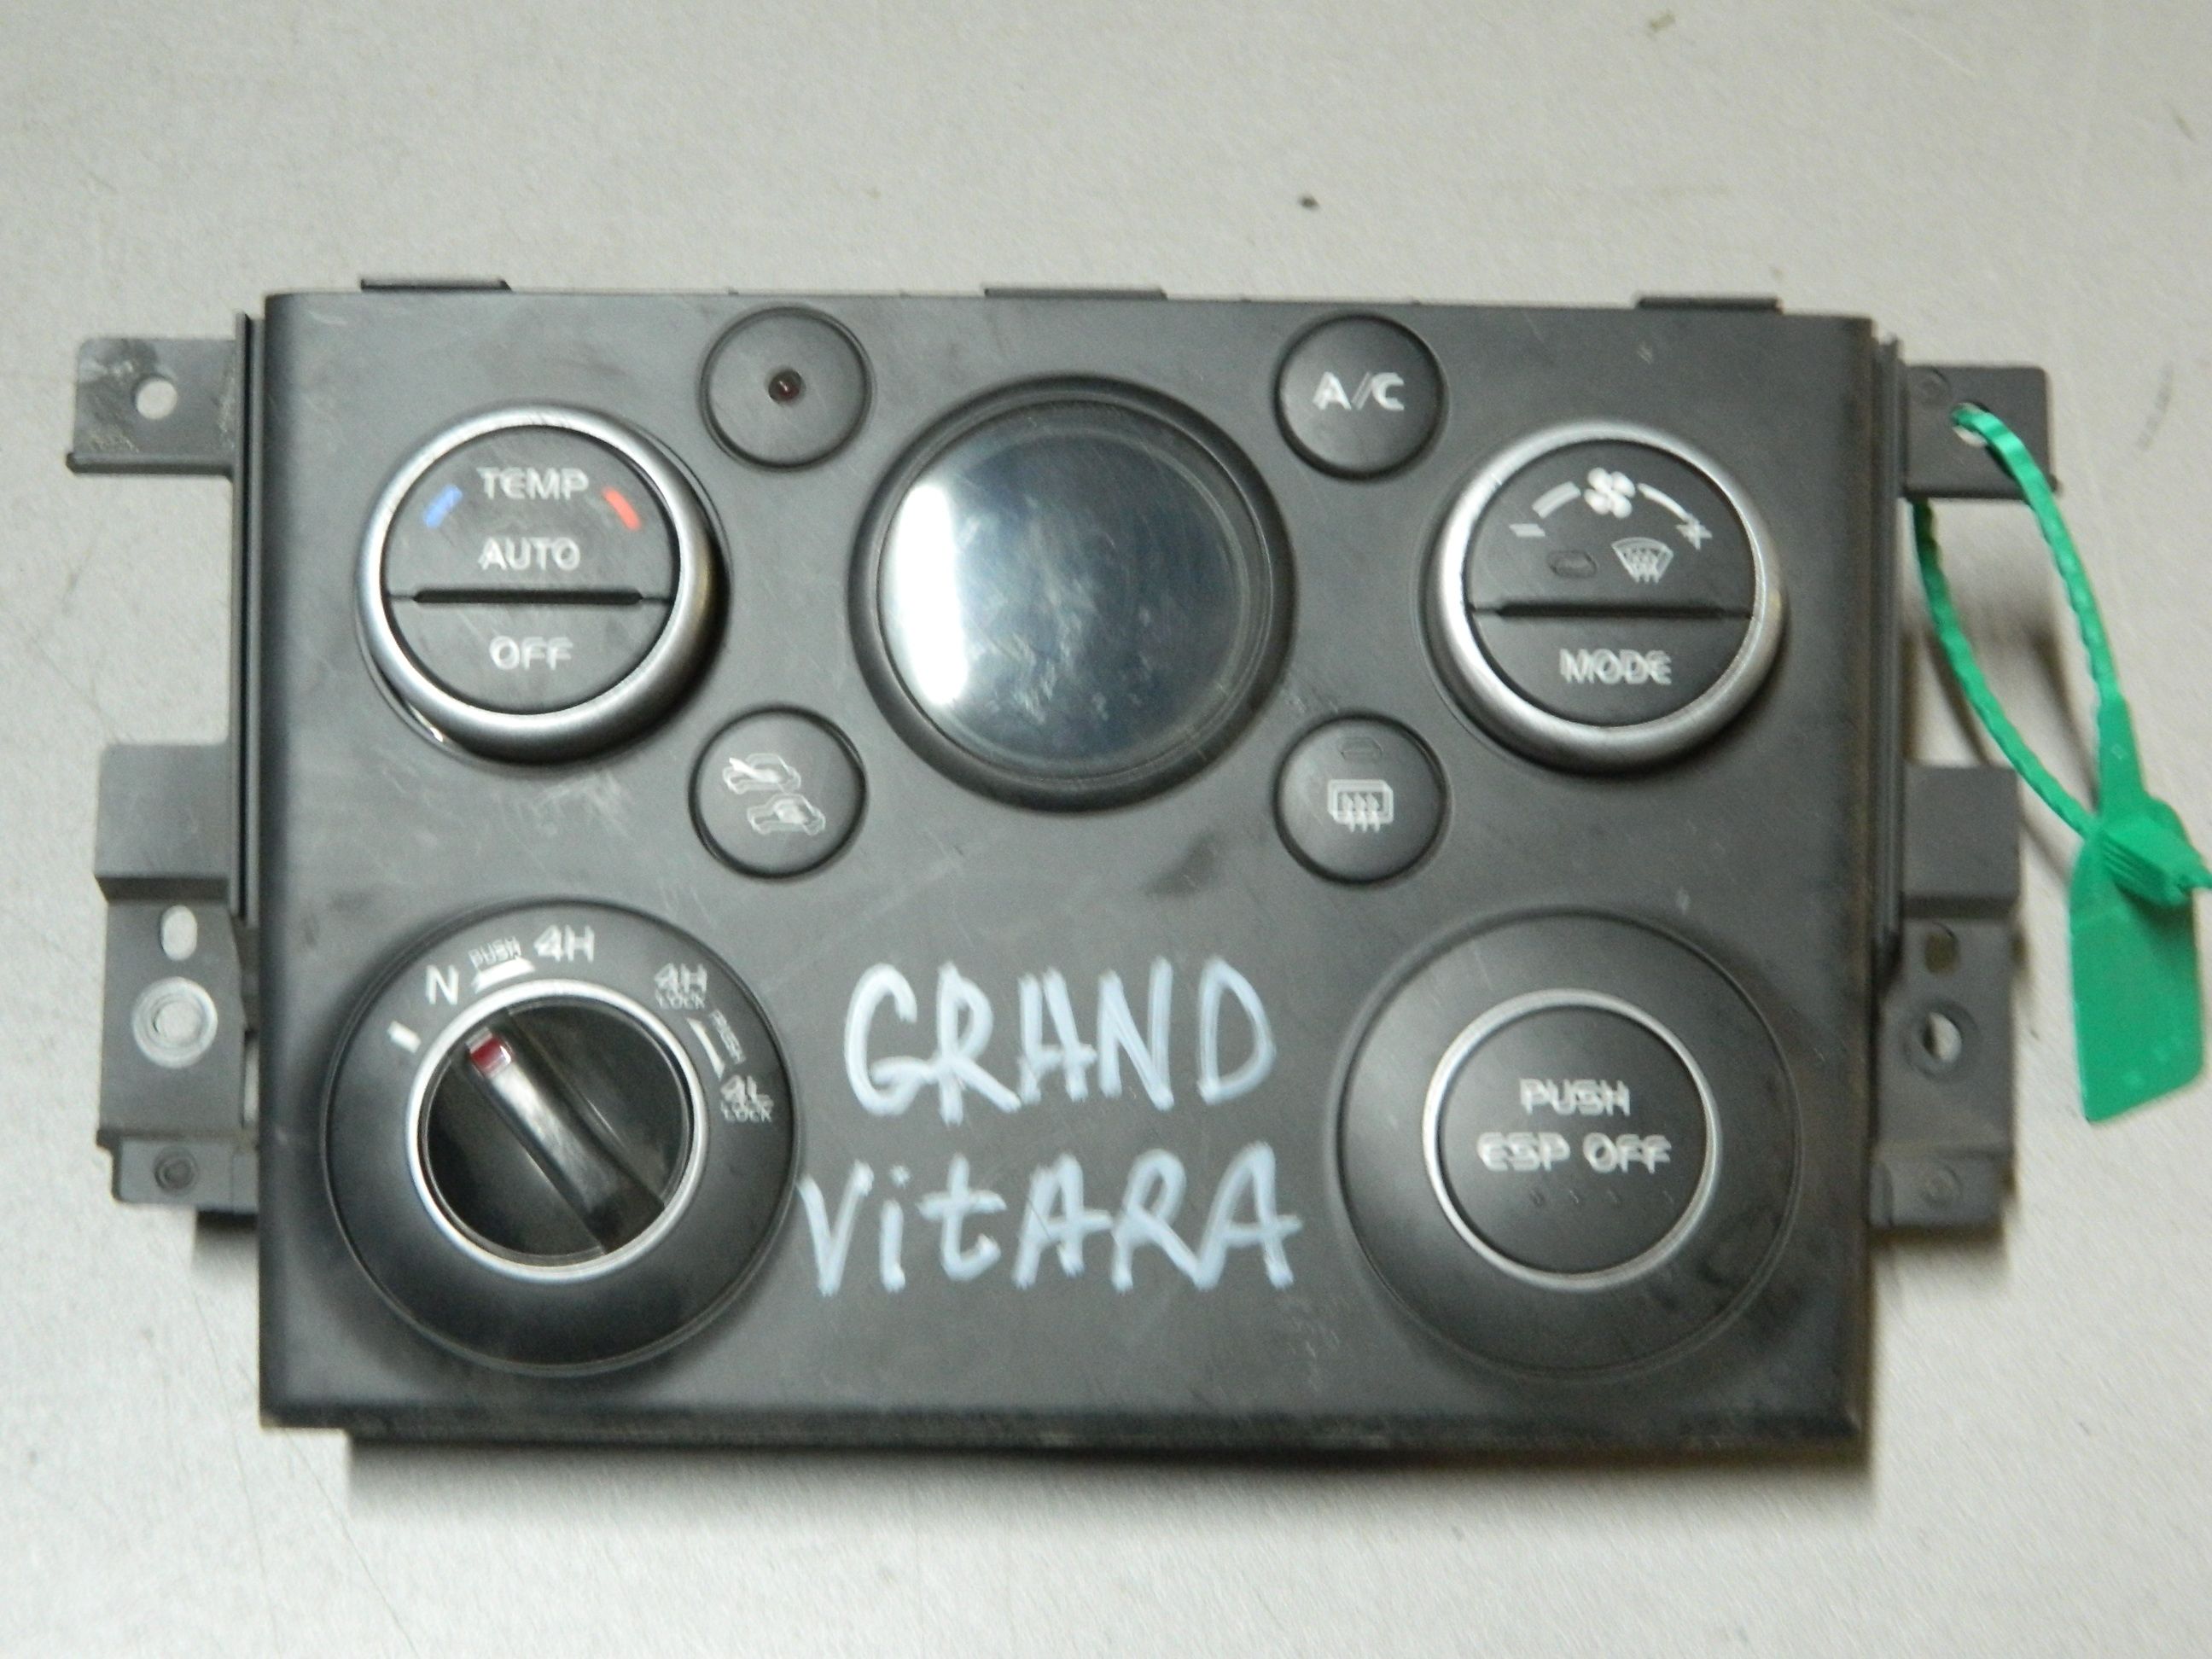 A/C
TEMP
AUTO
OFF
- +
MODE
N PUSH 4H
4H
LOCK
PUSH
4L
LOCK
GRAND
VitARA
PUSH
ESP OFF